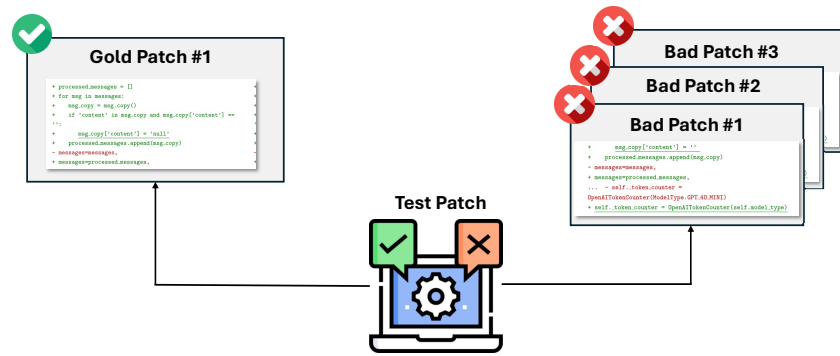 Gold Patch #1
+ processed_messages = []
+ for msg in messages:
+ msg_copy = msg.copy()
+ if 'content' in msg_copy and msg_copy['content'] ==
'':
+ msg_copy['content'] = 'null'
+ processed_messages.append(msg_copy)
- messages=messages,
+ messages=processed_messages,
Bad Patch #3
Bad Patch #2
Bad Patch #1
+ msg_copy['content'] = ''
+ processed_messages.append(msg_copy)
- messages=messages,
+ messages=processed_messages,
... - self._token_counter =
OpenAITokenCounter(ModelType.GPT_4O_MINI)
+ self._token_counter = OpenAITokenCounter(self.model_type)
Test Patch